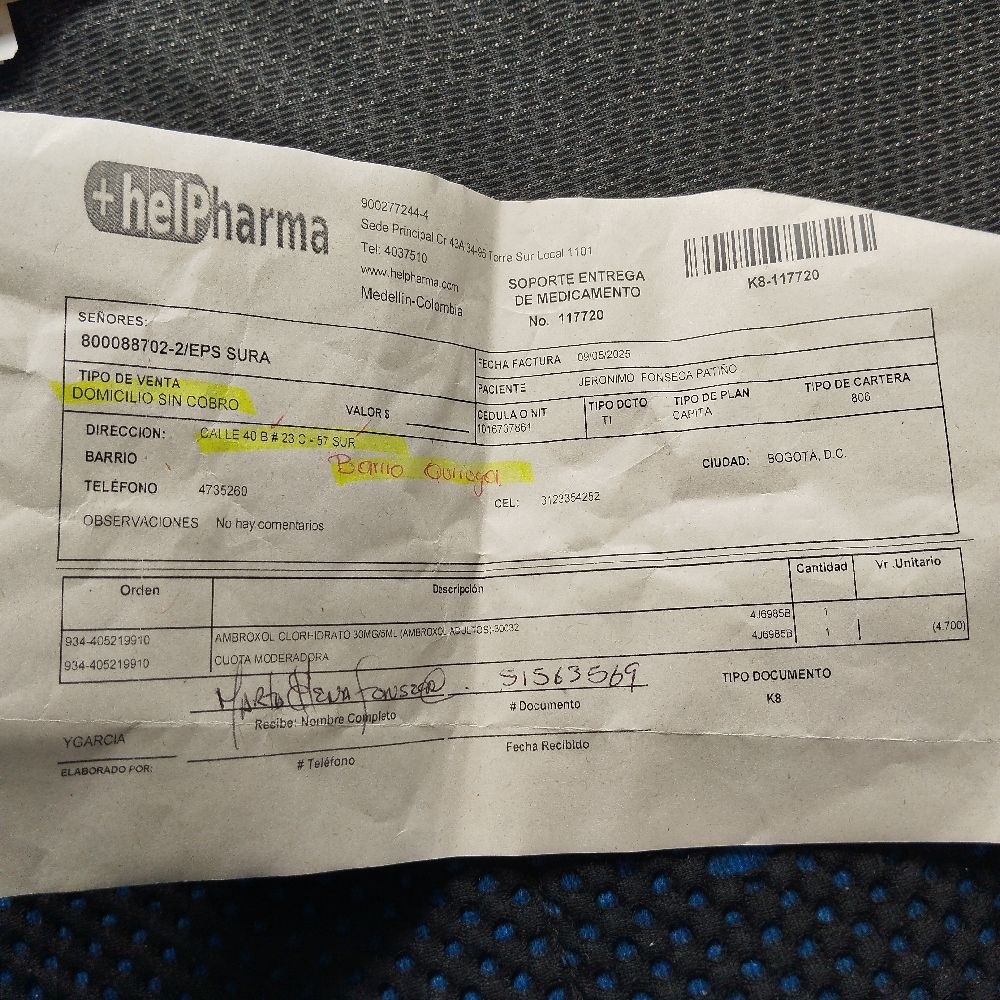 +helPharma
900277244-4
Sede Principal Cr 43A 34-95 Torre Sur Local 1101
Tel: 4037510
www.helpharma.com
Medellín-Colombia
SOPORTE ENTREGA
DE MEDICAMENTO
No. 117720
K8-117720
SEÑORES:
800088702-2/EPS SURA
FECHA FACTURA 09/05/2025
PACIENTE JERONIMO FONSECA PATIÑO
TIPO DE VENTA
DOMICILIO SIN COBRO
VALOR $
CEDULA O NIT
1016737861
TIPO DCTO
TI
TIPO DE PLAN
CAPITA
TIPO DE CARTERA
806
DIRECCION: CALLE 40 B # 23 C - 57 SUR
BARRIO Barrio Quiroga
CIUDAD: BOGOTÁ, D.C.
TELÉFONO 4735260
CEL: 3123354252
OBSERVACIONES No hay comentarios
Orden Descripción Cantidad Vr .Unitario
934-405219910 AMBROXOL CLORHIDRATO 30MG/5ML (AMBROXOL ADULTOS)-30032 4J6985B 1
934-405219910 CUOTA MODERADORA 4J6985B 1 (4.700)
Marta Elena Fonseca 51563569
Recibe: Nombre Completo # Documento
TIPO DOCUMENTO
K8
YGARCIA
ELABORADO POR: # Teléfono Fecha Recibido